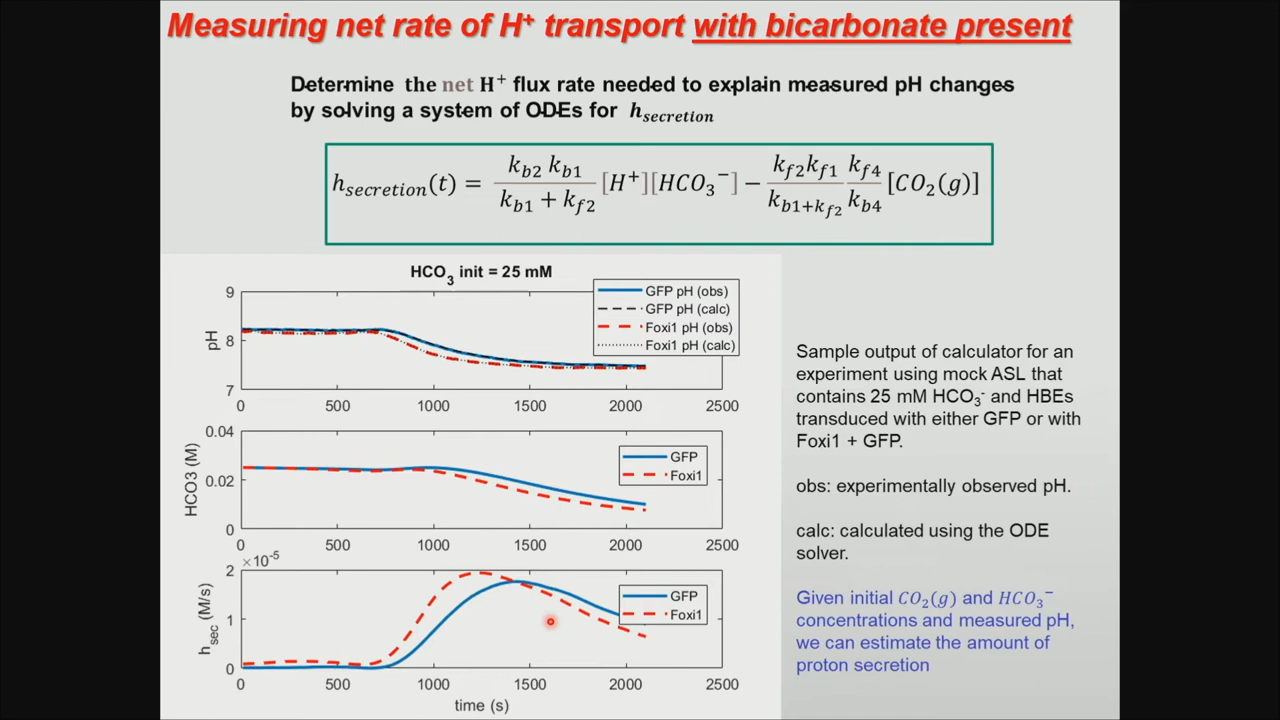 Measuring net rate of H⁺ transport with bicarbonate present
Determine the net H⁺ flux rate needed to explain measured pH changes
by solving a system of ODEs for h_secretion
h_secretion(t) = (k_b2 k_b1)/(k_b1 + k_f2) [H⁺][HCO₃⁻] − (k_f2 k_f1)/(k_b1+k_f2) (k_f4)/(k_b4) [CO₂(g)]
HCO₃ init = 25 mM
9
8
7
pH
GFP pH (obs)
GFP pH (calc)
Foxi1 pH (obs)
Foxi1 pH (calc)
0 500 1000 1500 2000 2500
0.04
0.02
0
HCO3 (M)
GFP
Foxi1
0 500 1000 1500 2000 2500
×10⁻⁵
2
1
0
h_sec (M/s)
GFP
Foxi1
0 500 1000 1500 2000 2500
time (s)
Sample output of calculator for an
experiment using mock ASL that
contains 25 mM HCO₃⁻ and HBEs
transduced with either GFP or with
Foxi1 + GFP.
obs: experimentally observed pH.
calc: calculated using the ODE
solver.
Given initial CO₂(g) and HCO₃⁻
concentrations and measured pH,
we can estimate the amount of
proton secretion